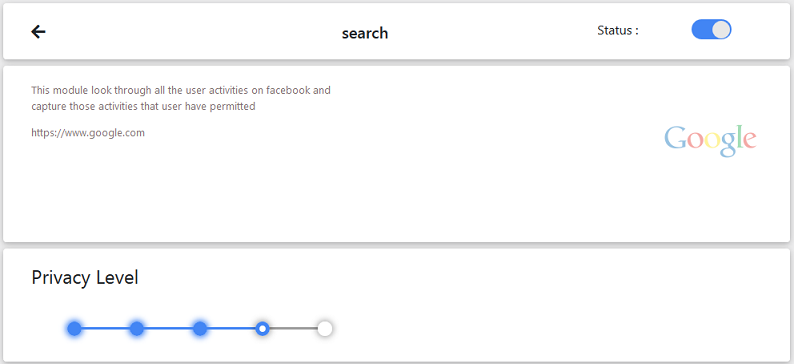 search
Status :
This module look through all the user activities on facebook and
capture those activities that user have permitted
https://www.google.com
Google
Privacy Level